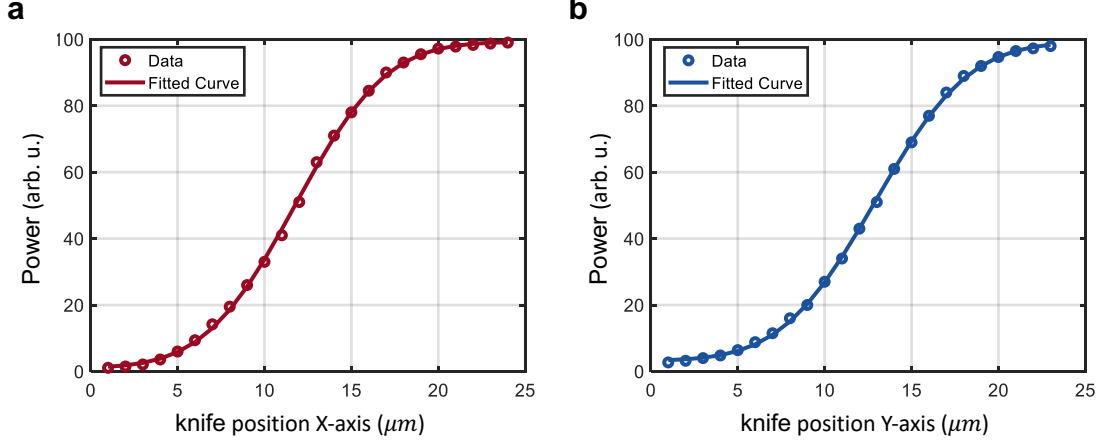 a
100
80
60
40
20
0
Power (arb. u.)
Data
Fitted Curve
0 5 10 15 20 25
knife position X-axis (μm)
b
100
80
60
40
20
0
Power (arb. u.)
Data
Fitted Curve
0 5 10 15 20 25
knife position Y-axis (μm)